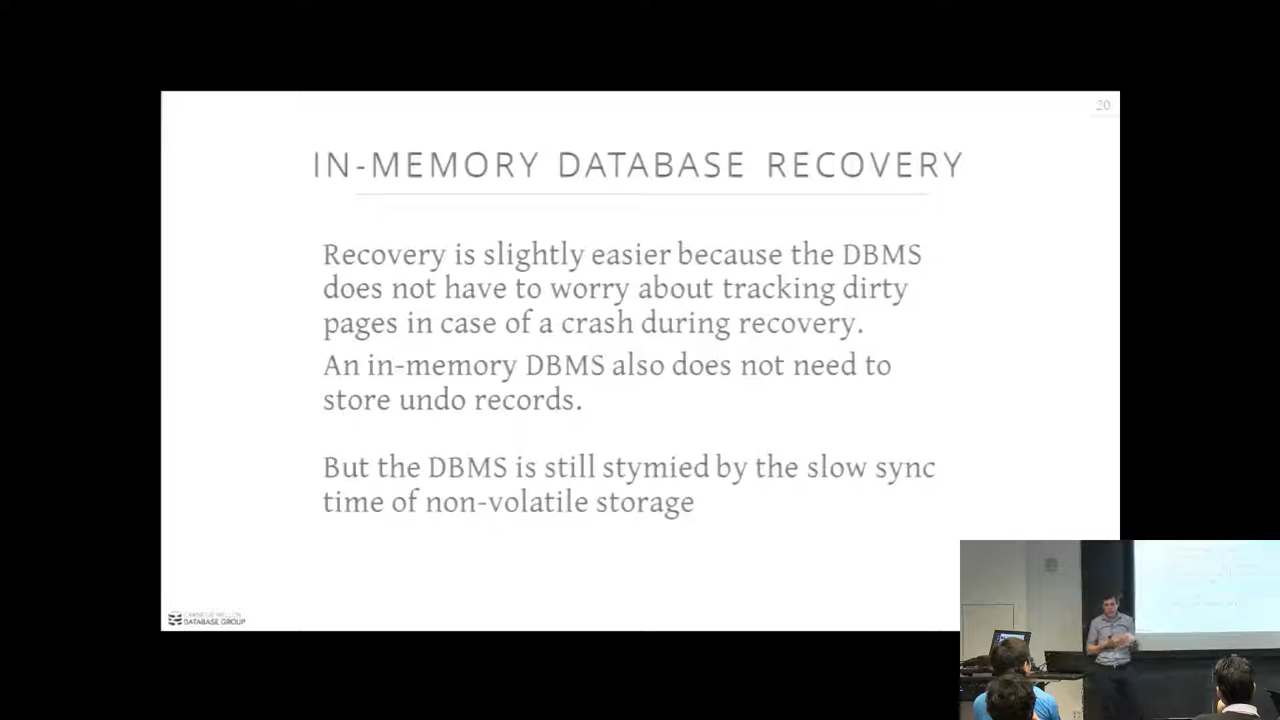 20
IN-MEMORY DATABASE RECOVERY
Recovery is slightly easier because the DBMS
does not have to worry about tracking dirty
pages in case of a crash during recovery.
An in-memory DBMS also does not need to
store undo records.
But the DBMS is still stymied by the slow sync
time of non-volatile storage
CARNEGIE MELLON
DATABASE GROUP